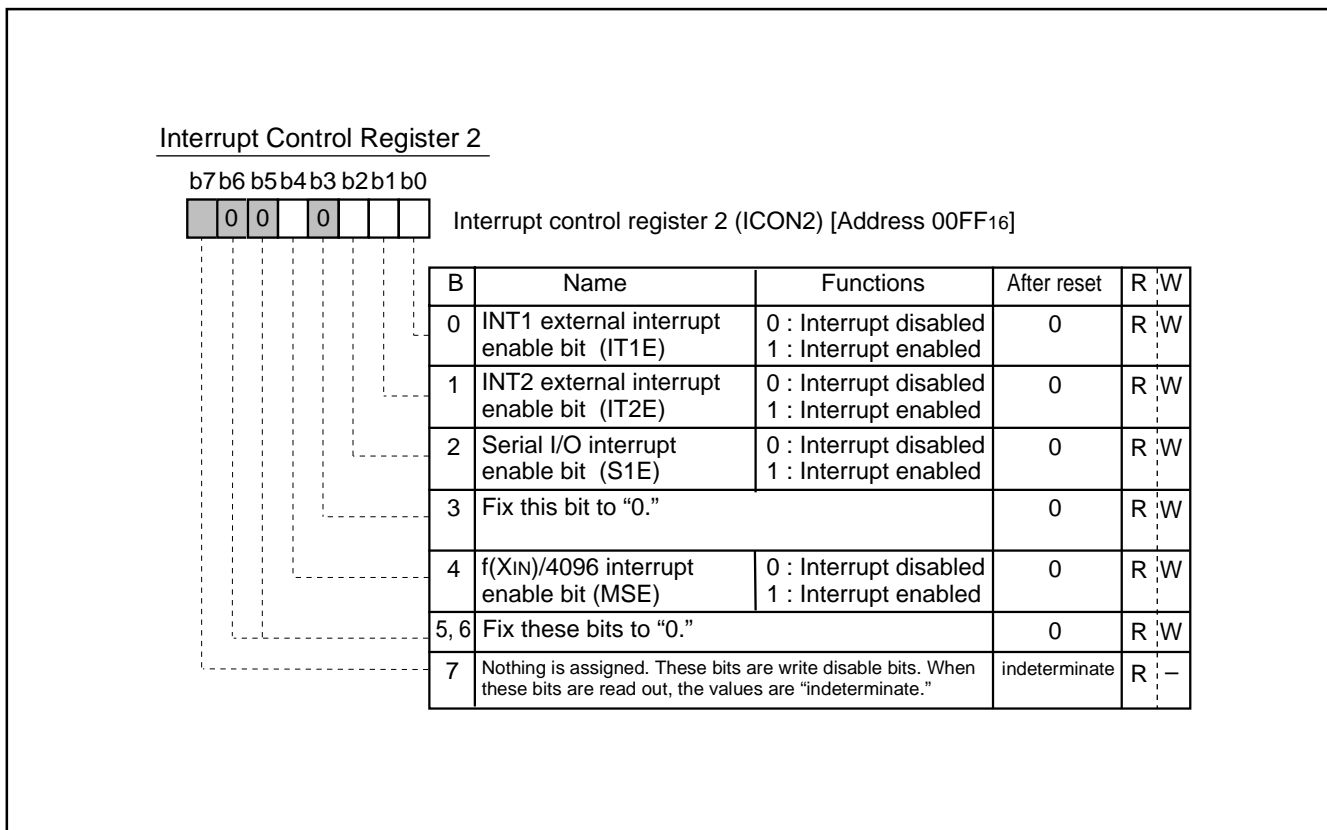 Interrupt Control Register 2
b7 b6 b5 b4 b3 b2 b1 b0
0 0 0
Interrupt control register 2 (ICON2) [Address 00FF16]
B Name Functions After reset R W
0 INT1 external interrupt enable bit (IT1E) 0 : Interrupt disabled 1 : Interrupt enabled 0 R W
1 INT2 external interrupt enable bit (IT2E) 0 : Interrupt disabled 1 : Interrupt enabled 0 R W
2 Serial I/O interrupt enable bit (S1E) 0 : Interrupt disabled 1 : Interrupt enabled 0 R W
3 Fix this bit to “0.” 0 R W
4 f(XIN)/4096 interrupt enable bit (MSE) 0 : Interrupt disabled 1 : Interrupt enabled 0 R W
5, 6 Fix these bits to “0.” 0 R W
7 Nothing is assigned. These bits are write disable bits. When these bits are read out, the values are “indeterminate.” indeterminate R –